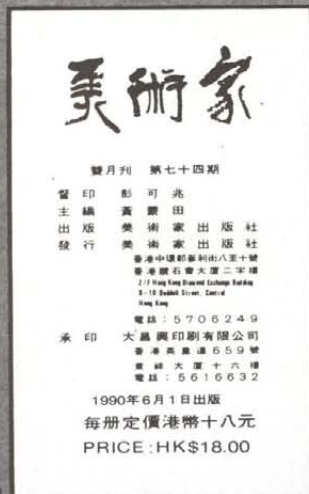 美術家
雙月刊 第七十四期
督印 彭可兆
主編 黃蒙田
出版 美術家出版社
發行 美術家出版社
香港中環都爹利街八至十號
香港鑽石會大廈二字樓
2/F Hong Kong Diamond Exchange Building
8-10 Duddell Street, Central
Hong Kong
電話：5706249
承印 大昌興印刷有限公司
香港英皇道659號
東祥大廈十六樓
電話：5616632
1990年6月1日出版
每册定價港幣十八元
PRICE:HK$18.00